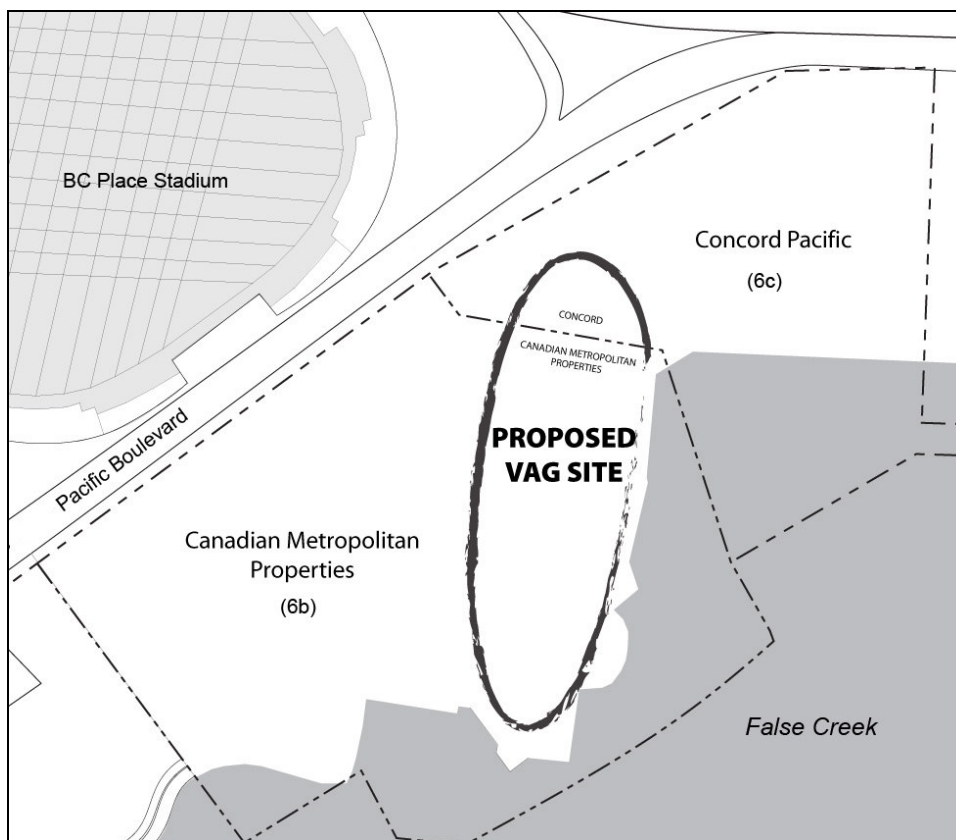 BC Place Stadium
Concord Pacific
(6c)
CONCORD
CANADIAN METROPOLITAN
PROPERTIES
PROPOSED
VAG SITE
Pacific Boulevard
Canadian Metropolitan
Properties
(6b)
False Creek